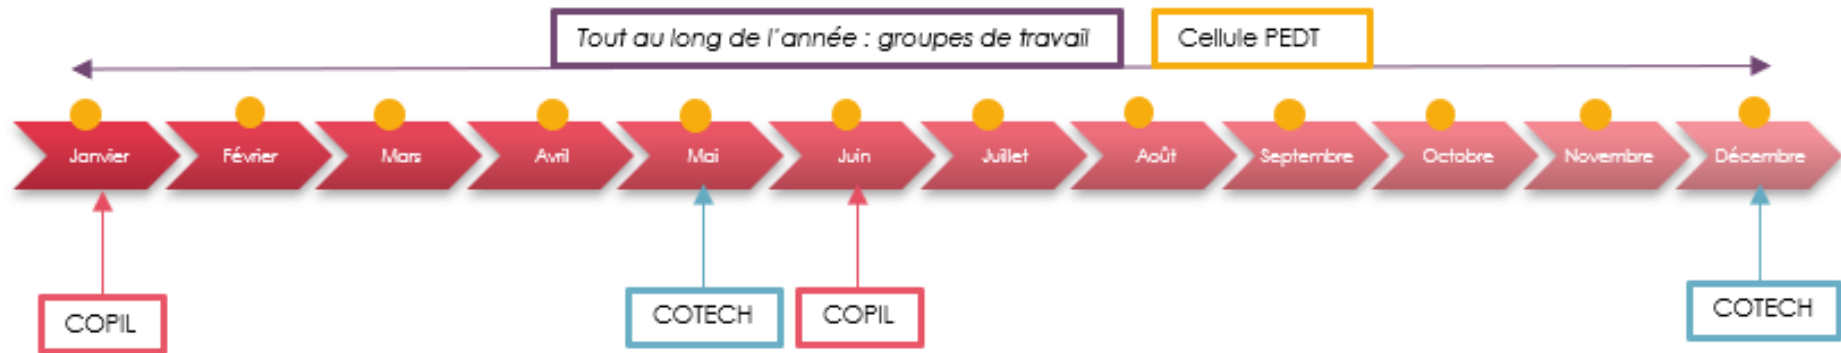 Tout au long de l'année : groupes de travail
Cellule PEDT
Janvier
Février
Mars
Avril
Mai
Juin
Juillet
Août
Septembre
Octobre
Novembre
Décembre
COPIL
COTECH
COPIL
COTECH